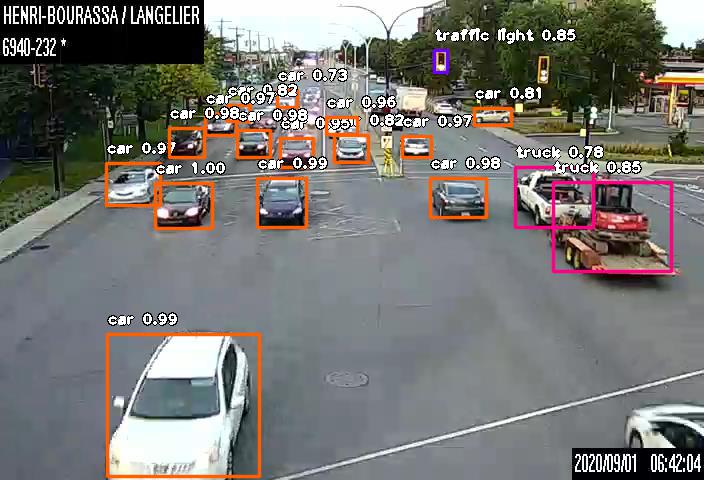 HENRI-BOURASSA / LANGELIER
6940-232 *
traffic light 0.85
car 0.73
car 0.82
car 0.81
car 0.97
car 0.96
car 0.98
car 0.98
car 0.95
0.82
car 0.97
car 0.97
car 1.00
car 0.99
car 0.98
truck 0.78
truck 0.85
car 0.99
2020/09/01 06:42:04